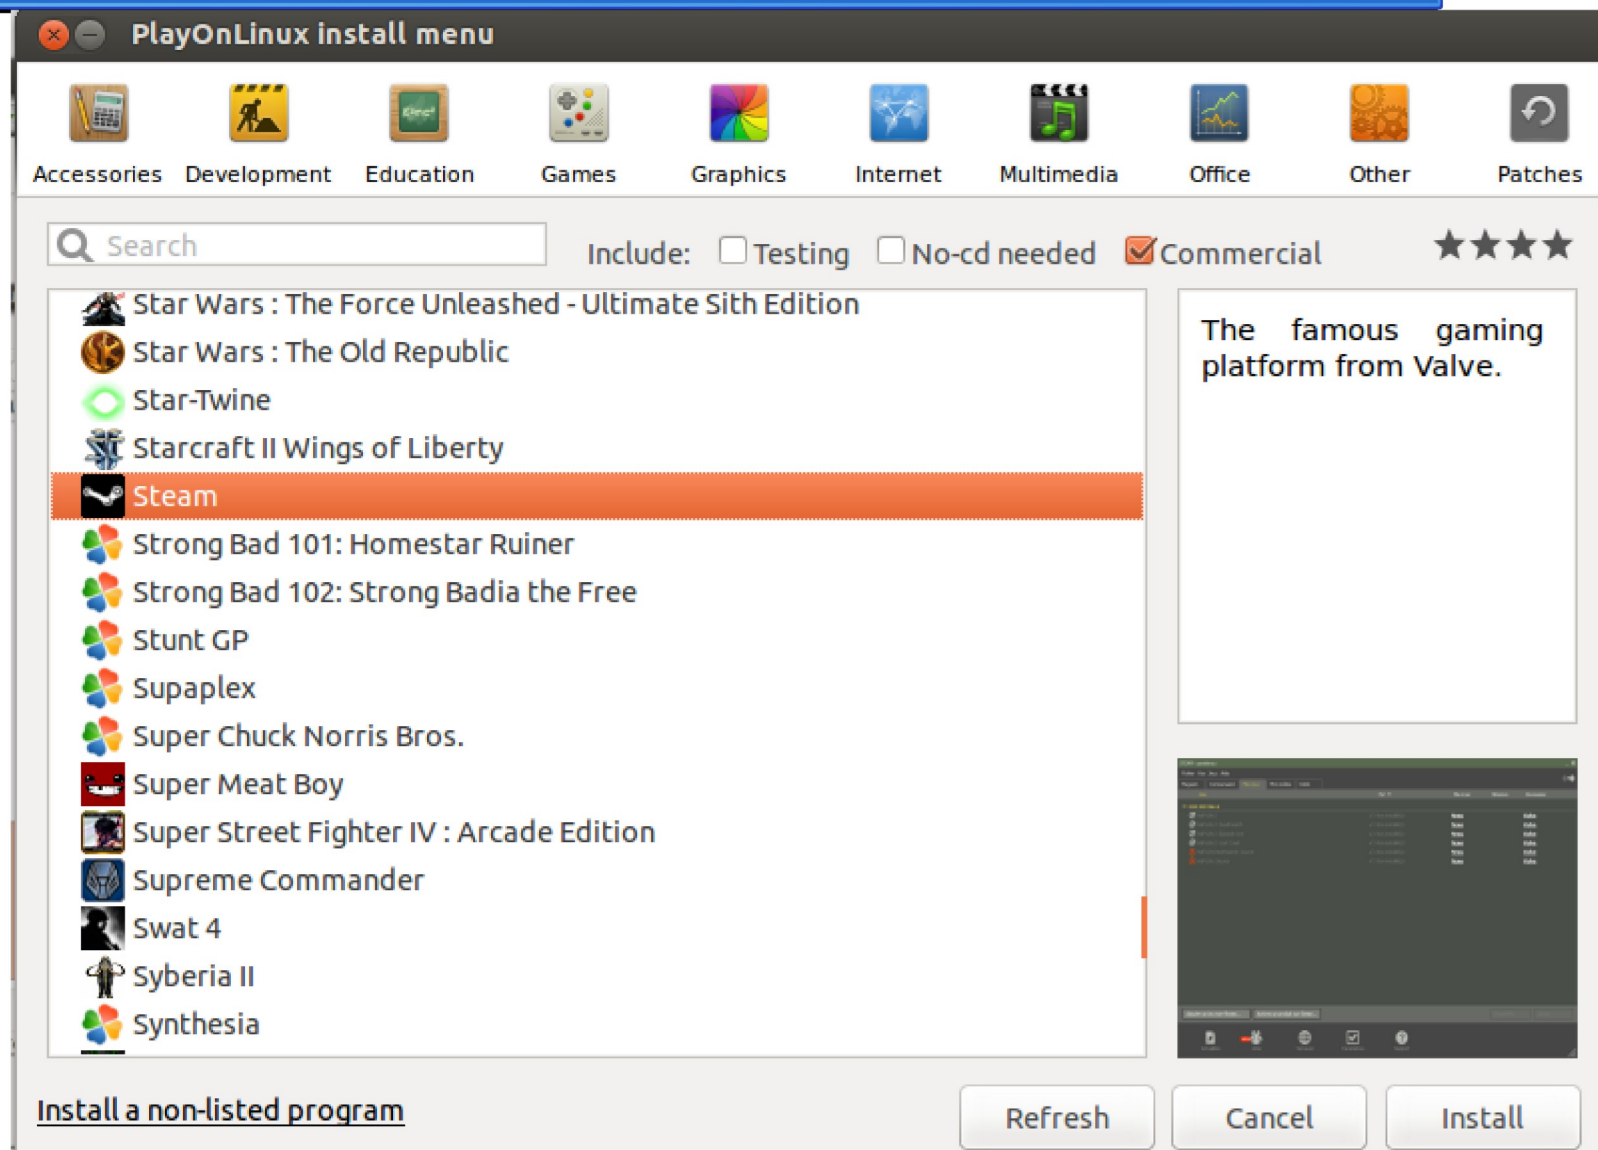 PlayOnLinux install menu
Accessories Development Education Games Graphics Internet Multimedia Office Other Patches
Search
Include: Testing No-cd needed Commercial
Star Wars : The Force Unleashed - Ultimate Sith Edition
Star Wars : The Old Republic
Star-Twine
Starcraft II Wings of Liberty
Steam
Strong Bad 101: Homestar Ruiner
Strong Bad 102: Strong Badia the Free
Stunt GP
Supaplex
Super Chuck Norris Bros.
Super Meat Boy
Super Street Fighter IV : Arcade Edition
Supreme Commander
Swat 4
Syberia II
Synthesia
The famous gaming
platform from Valve.
Install a non-listed program
Refresh Cancel Install